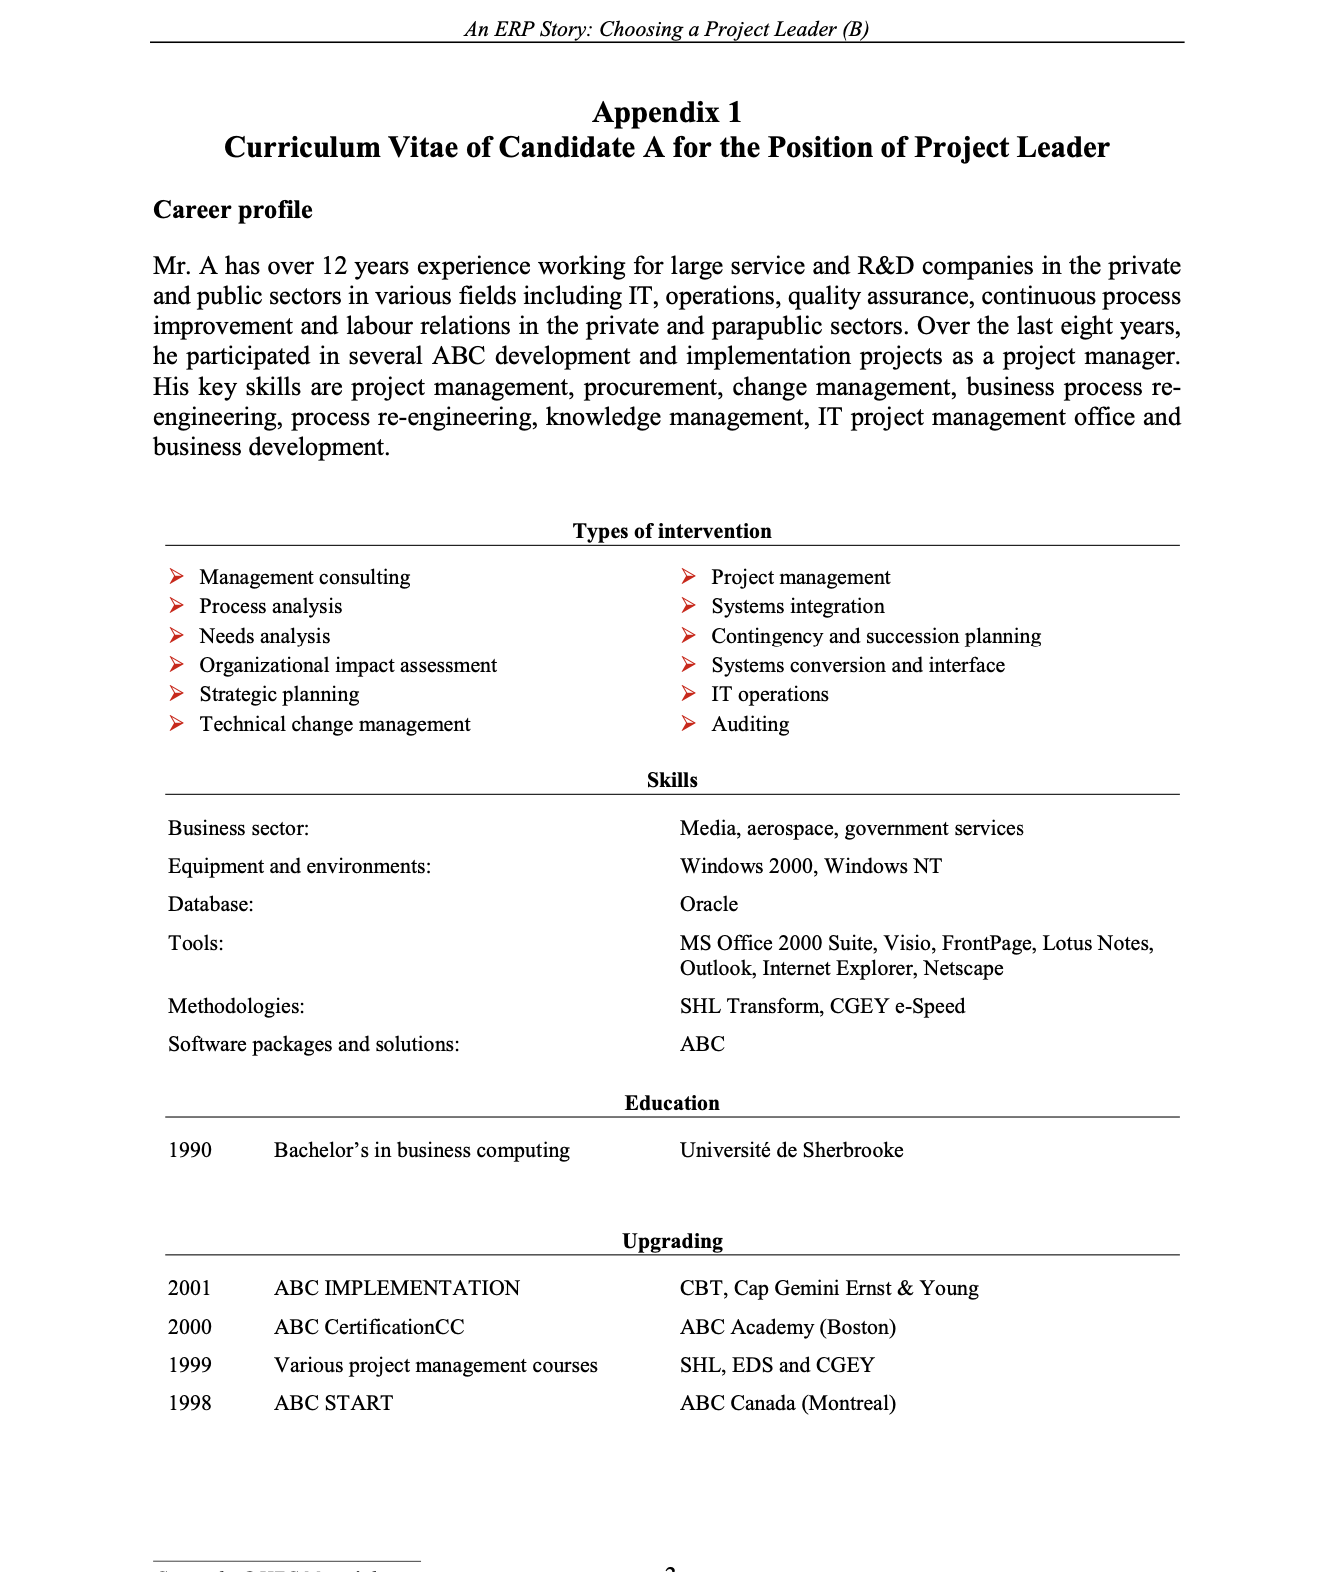 An ERP Story: Choosing a Project Leader (B)
Appendix 1
Curriculum Vitae of Candidate A for the Position of Project Leader
Career profile
Mr. A has over 12 years experience working for large service and R&D companies in the private
and public sectors in various fields including IT, operations, quality assurance, continuous process
improvement and labour relations in the private and parapublic sectors. Over the last eight years,
he participated in several ABC development and implementation projects as a project manager.
His key skills are project management, procurement, change management, business process re-
engineering, process re-engineering, knowledge management, IT project management office and
business development.
Types of intervention
➢ Management consulting ➢ Project management
➢ Process analysis ➢ Systems integration
➢ Needs analysis ➢ Contingency and succession planning
➢ Organizational impact assessment ➢ Systems conversion and interface
➢ Strategic planning ➢ IT operations
➢ Technical change management ➢ Auditing
Skills
Business sector: Media, aerospace, government services
Equipment and environments: Windows 2000, Windows NT
Database: Oracle
Tools: MS Office 2000 Suite, Visio, FrontPage, Lotus Notes,
Outlook, Internet Explorer, Netscape
Methodologies: SHL Transform, CGEY e-Speed
Software packages and solutions: ABC
Education
1990 Bachelor’s in business computing Université de Sherbrooke
Upgrading
2001 ABC IMPLEMENTATION CBT, Cap Gemini Ernst & Young
2000 ABC CertificationCC ABC Academy (Boston)
1999 Various project management courses SHL, EDS and CGEY
1998 ABC START ABC Canada (Montreal)